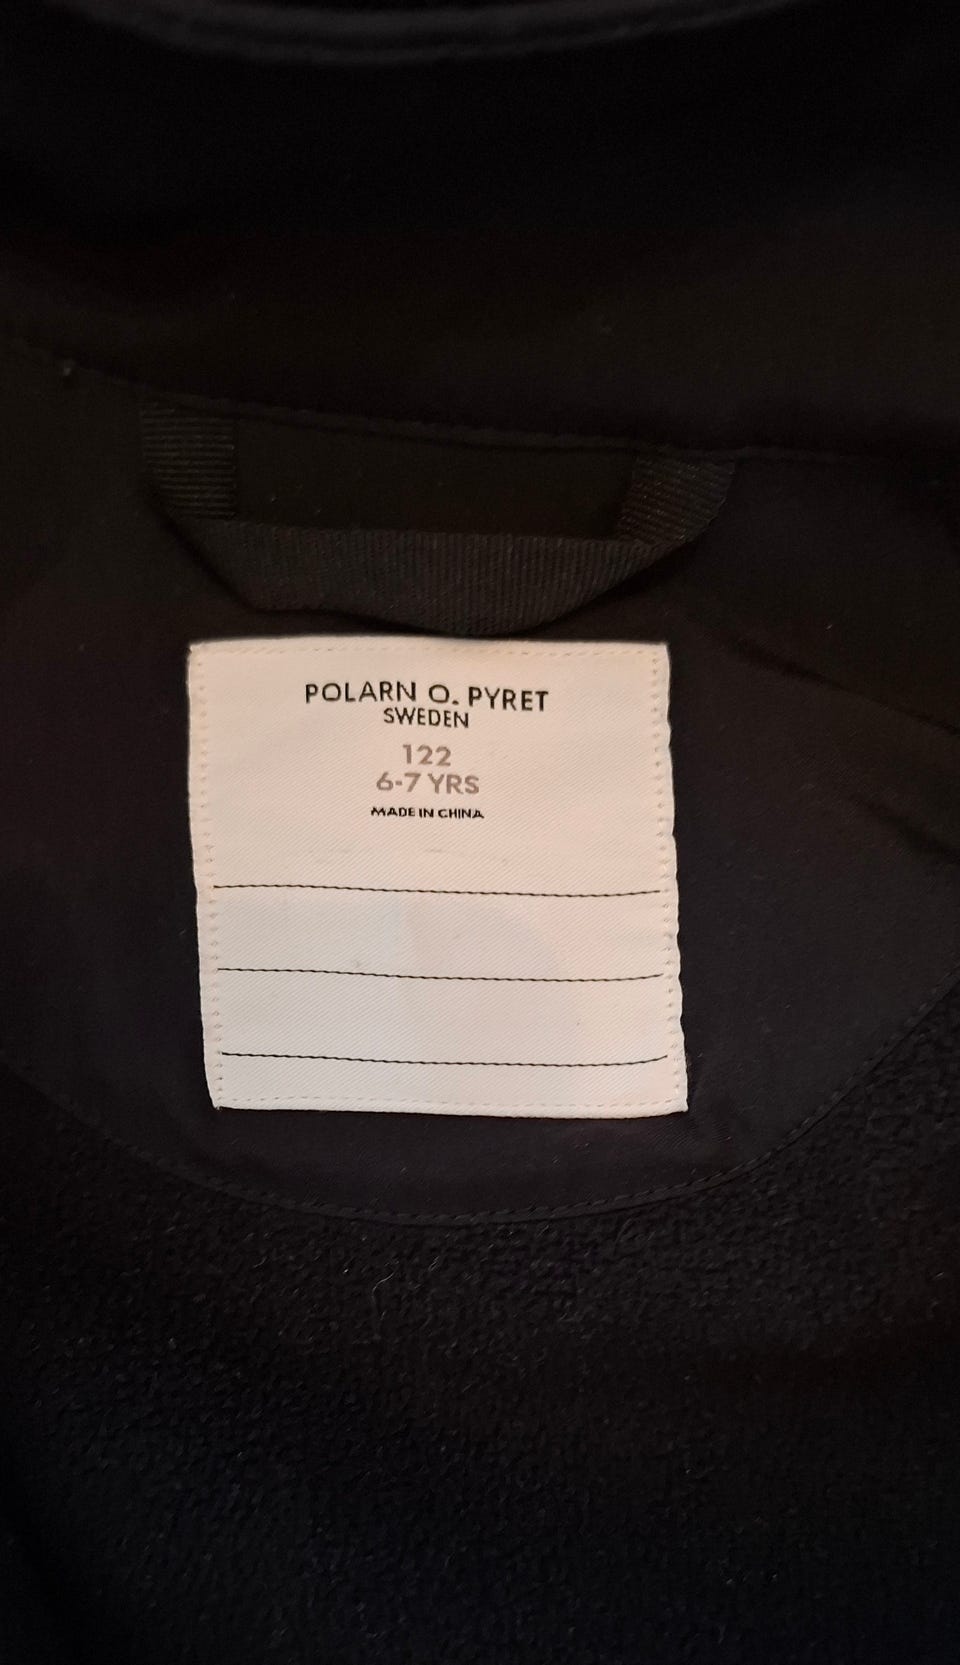 POLARN O. PYRET
SWEDEN
122
6-7 YRS
MADE IN CHINA